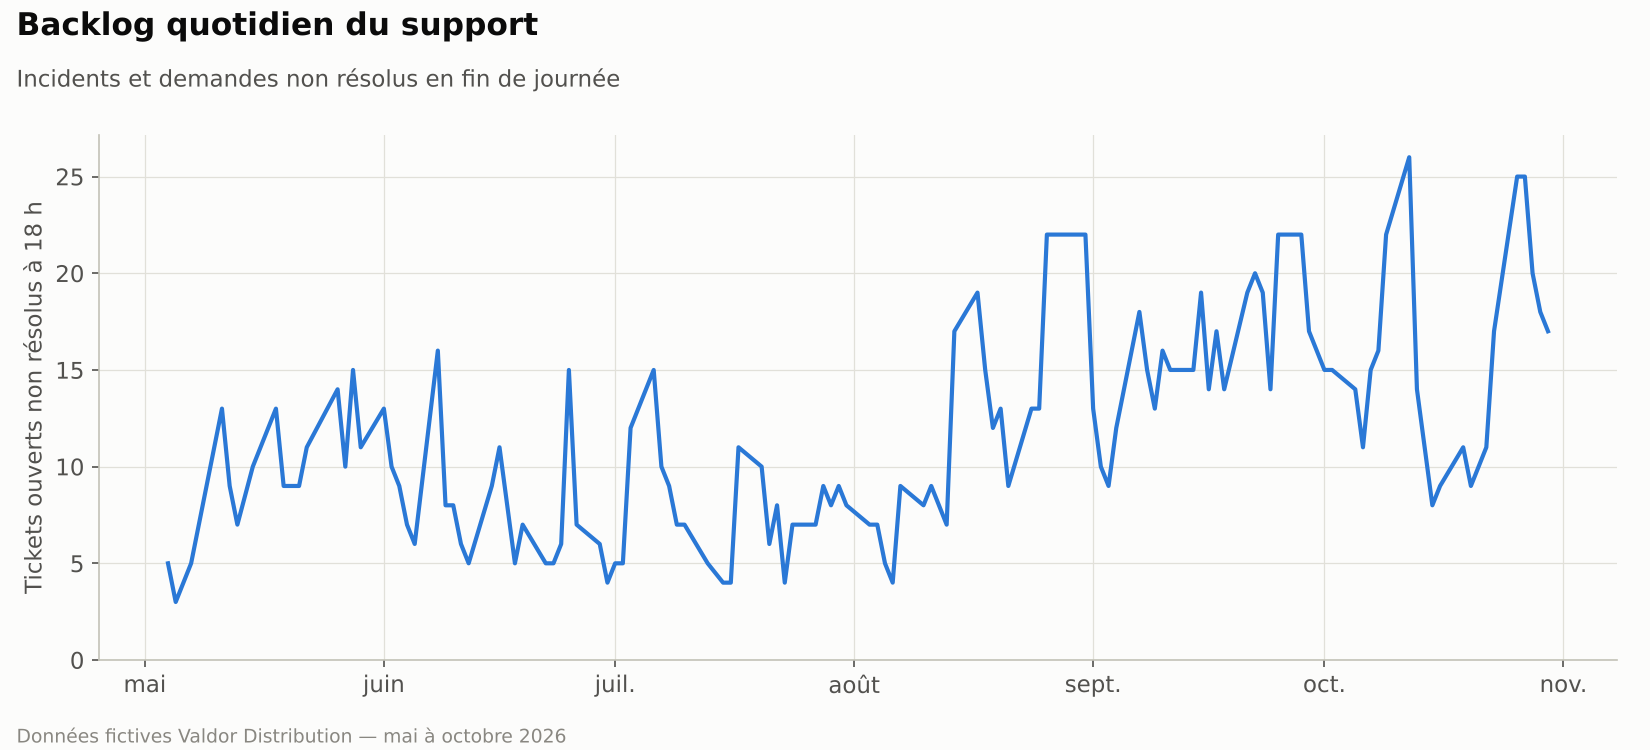 Backlog quotidien du support
Incidents et demandes non résolus en fin de journée
Tickets ouverts non résolus à 18 h
25
20
15
10
5
0
mai juin juil. août sept. oct. nov.
Données fictives Valdor Distribution — mai à octobre 2026